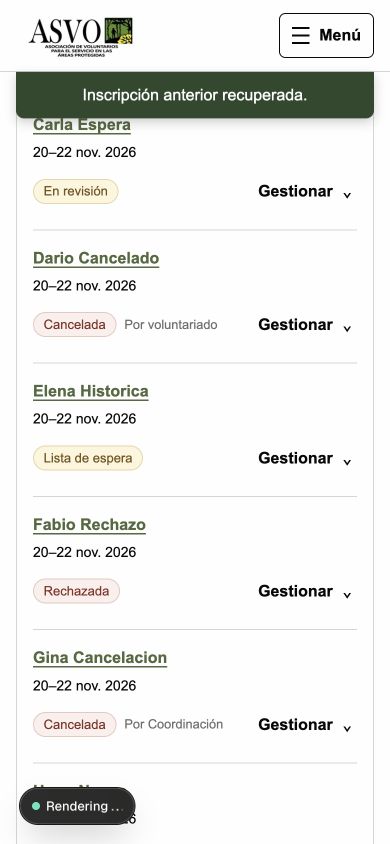 ASVO
ASOCIACIÓN DE VOLUNTARIOS
PARA EL SERVICIO EN LAS
ÁREAS PROTEGIDAS
Menú
Inscripción anterior recuperada.
Carla Espera
20–22 nov. 2026
En revisión
Gestionar
Dario Cancelado
20–22 nov. 2026
Cancelada Por voluntariado
Gestionar
Elena Historica
20–22 nov. 2026
Lista de espera
Gestionar
Fabio Rechazo
20–22 nov. 2026
Rechazada
Gestionar
Gina Cancelacion
20–22 nov. 2026
Cancelada Por Coordinación
Gestionar
Rendering ...